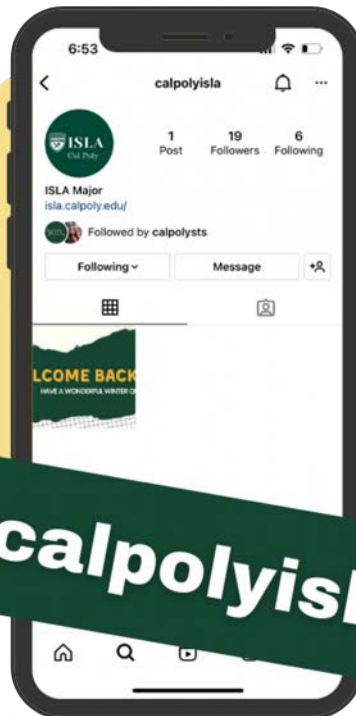 6:53
calpolyisla
ISLA
Cal Poly
1 19 6
Post Followers Following
ISLA Major
isla.calpoly.edu/
Followed by calpolysts
Following Message
LCOME BACK
HAVE A WONDERFUL WINTER Q
calpolyisl